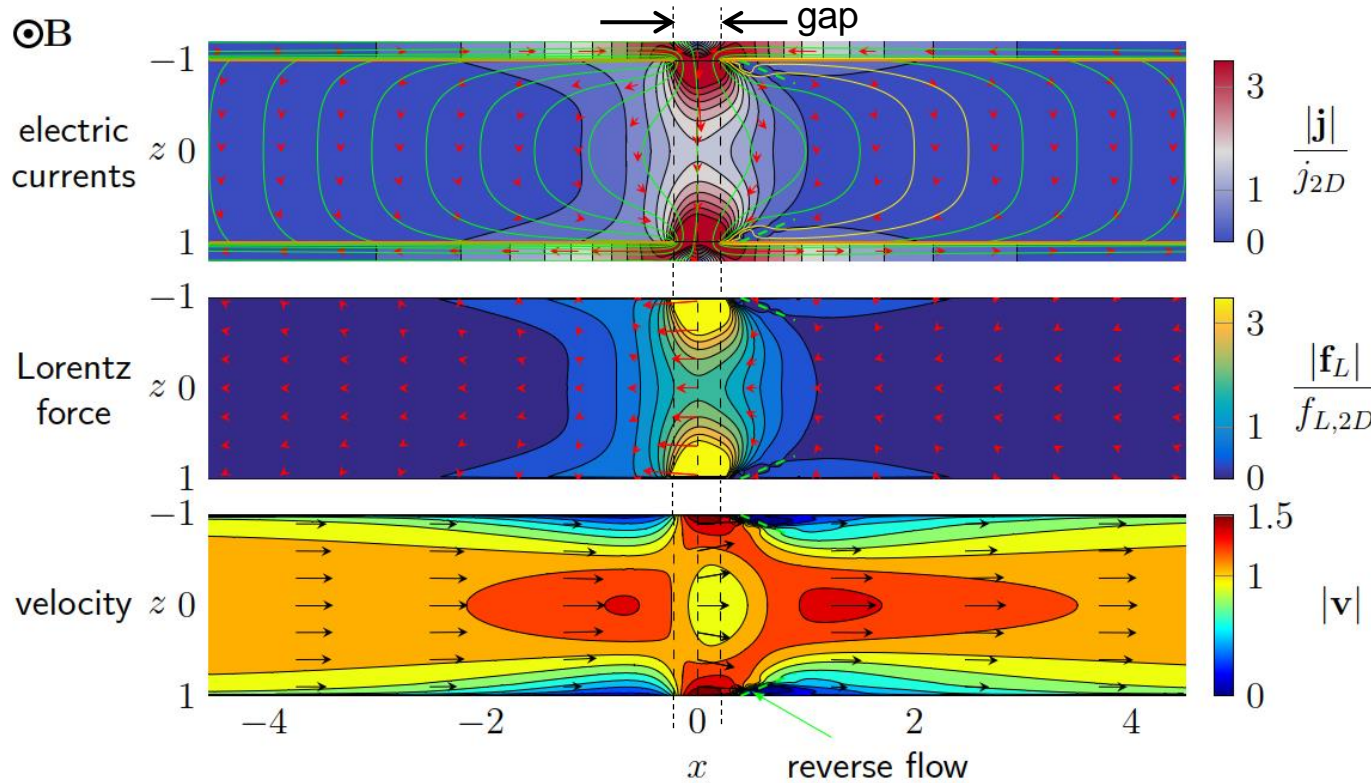 gap
⊙B
−1
electric
currents
z 0
1
3
1
0
|j|
j2D
−1
Lorentz
force
z 0
1
3
1
0
|fL|
fL,2D
−1
velocity
z 0
1
1.5
1
0
|v|
−4 −2 0 2 4
x
reverse flow